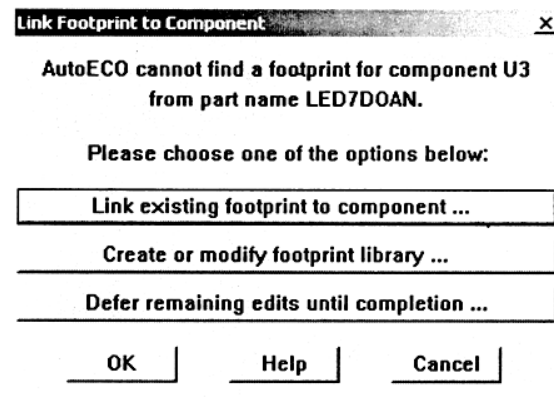 Link Footprint to Component
AutoECO cannot find a footprint for component U3
from part name LED7DOAN.
Please choose one of the options below:
Link existing footprint to component ...
Create or modify footprint library ...
Defer remaining edits until completion ...
OK Help Cancel